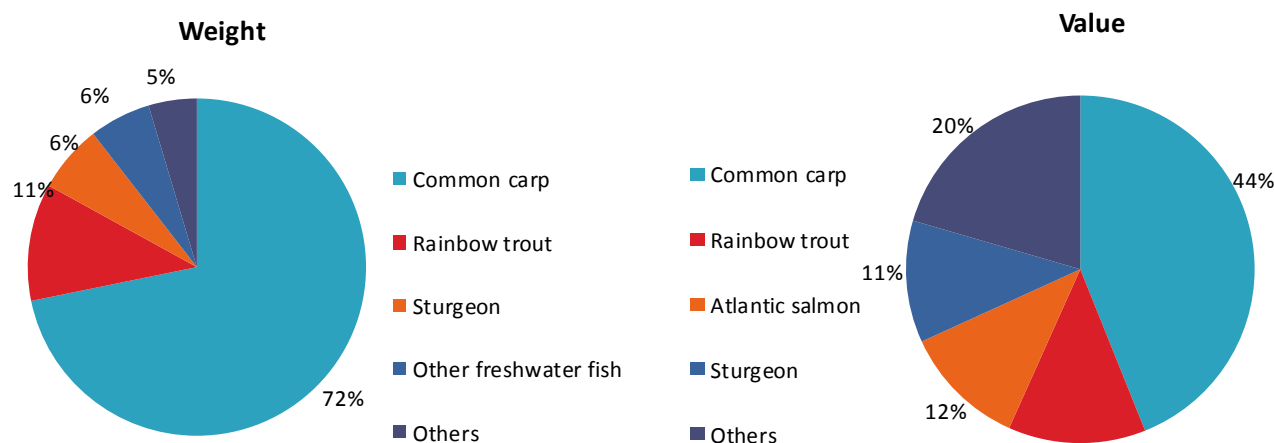 Weight
5%
6%
6%
11%
72%
Common carp
Rainbow trout
Sturgeon
Other freshwater fish
Others
Value
20%
44%
11%
12%
Common carp
Rainbow trout
Atlantic salmon
Sturgeon
Others